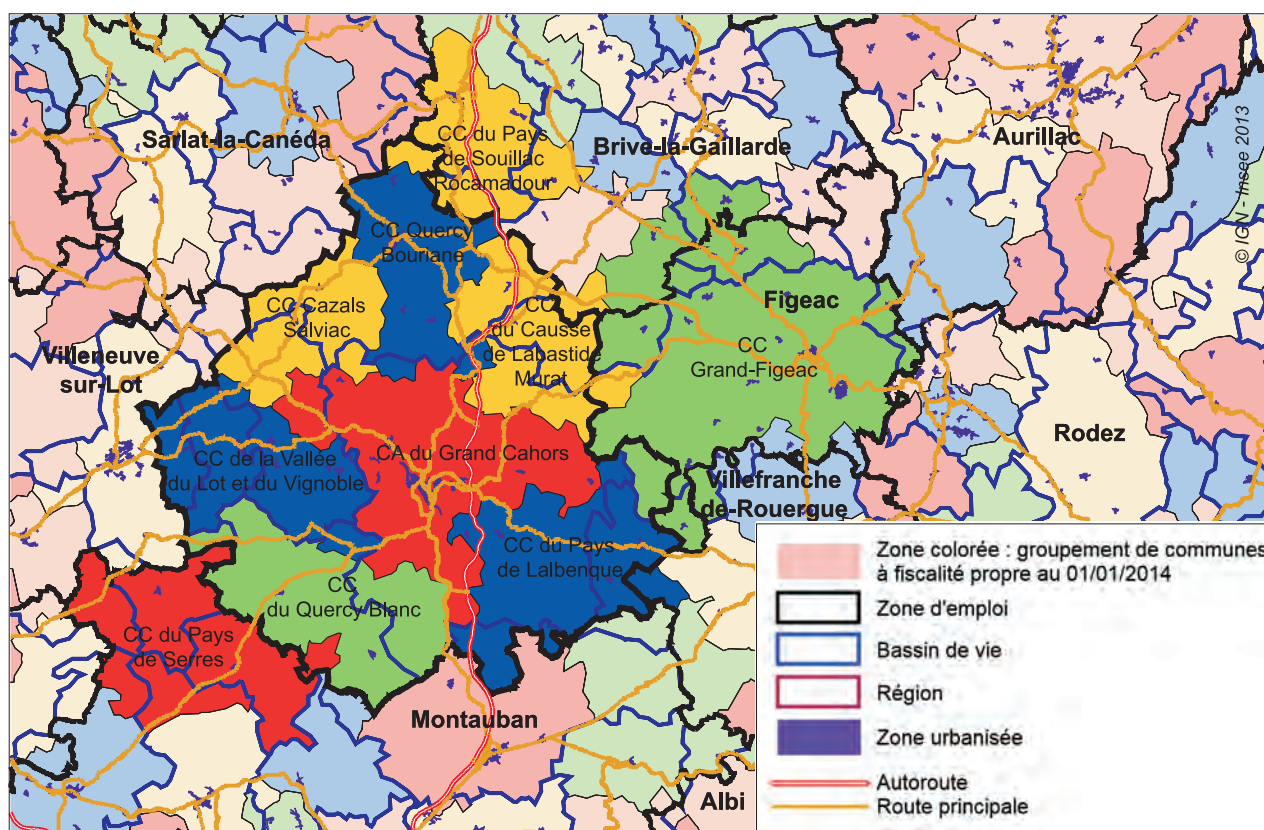 Sarlat-la-Canéda
CC du Pays
de Souillac
Rocamadour
Brive-la-Gaillarde
Aurillac
© IGN - Insee 2013
CC Quercy
Bouriane
CC Cazals
Salviac
CC
du Causse
de Labastide
Murat
Figeac
CC
Grand-Figeac
Villeneuve
sur-Lot
Rodez
CC de la Vallée
du Lot et du Vignoble
CA du Grand Cahors
Villefranche
de-Rouergue
CC du Pays
de Lalbenque
CC
du Quercy Blanc
CC du Pays
de Serres
Montauban
Albi
Zone colorée : groupement de communes
à fiscalité propre au 01/01/2014
Zone d'emploi
Bassin de vie
Région
Zone urbanisée
Autoroute
Route principale